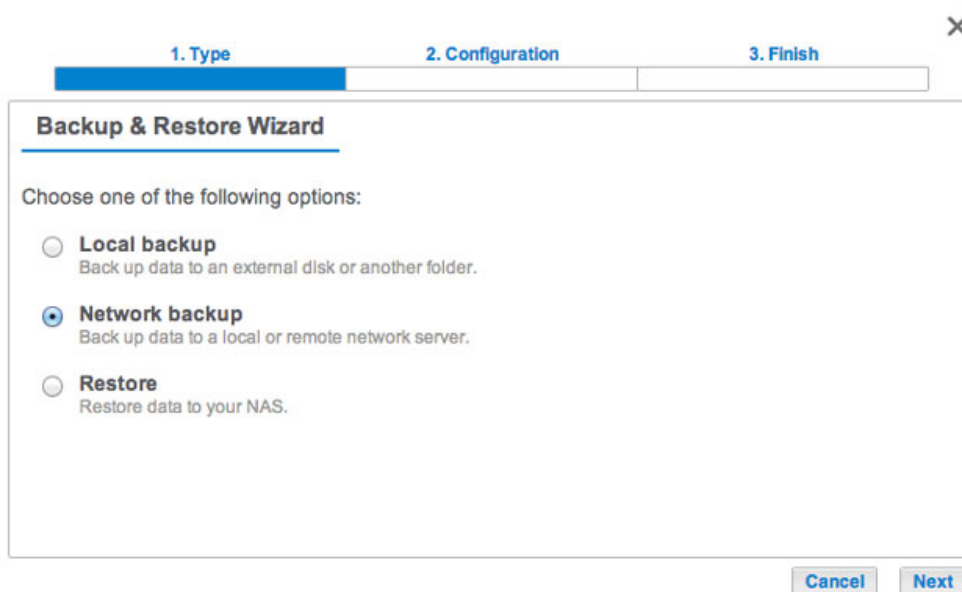 1. Type 2. Configuration 3. Finish
Backup & Restore Wizard
Choose one of the following options:
Local backup
Back up data to an external disk or another folder.
Network backup
Back up data to a local or remote network server.
Restore
Restore data to your NAS.
Cancel Next